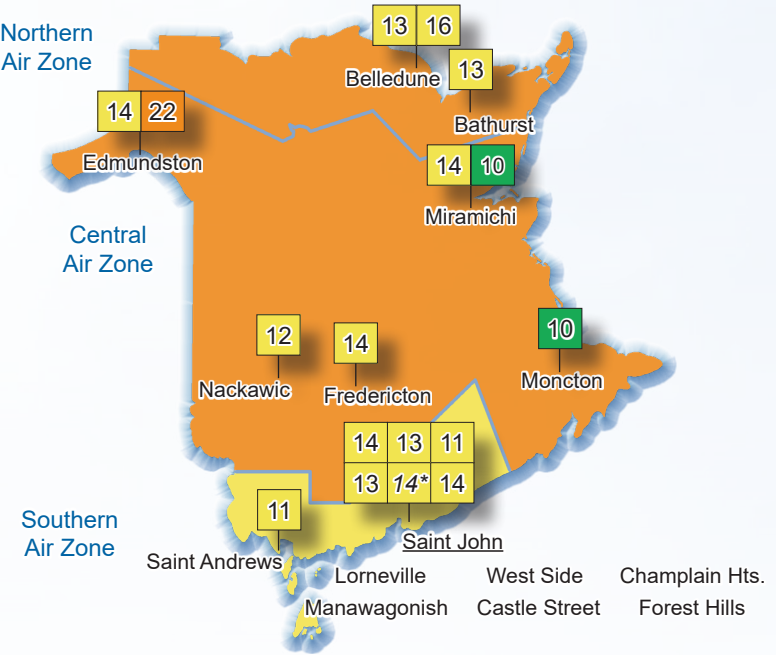 Northern
Air Zone
13 16
Belledune
13
Bathurst
14 22
Edmundston
14 10
Miramichi
Central
Air Zone
12
Nackawic
14
Fredericton
10
Moncton
14 13 11
13 14* 14
Saint John
Southern
Air Zone
11
Saint Andrews
Lorneville West Side Champlain Hts.
Manawagonish Castle Street Forest Hills